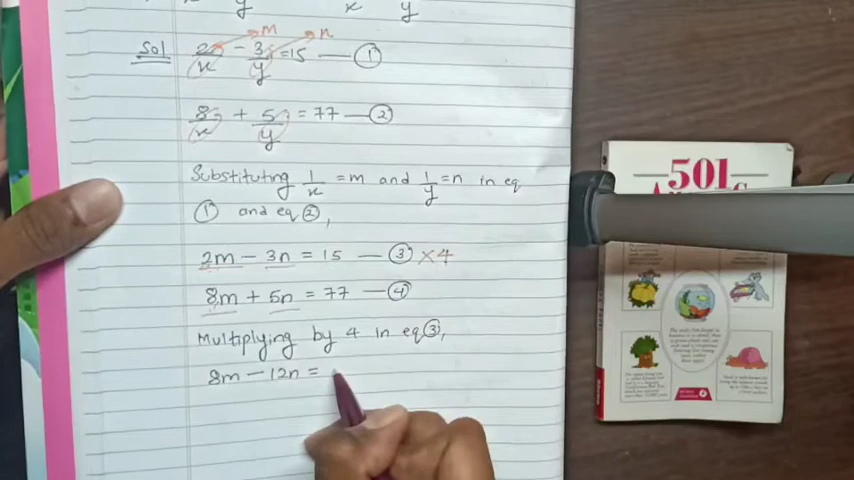 x y
m n
Sol 2/x - 3/y = 15 — ①
8/x + 5/y = 77 — ②
Substituting 1/x = m and 1/y = n in eq
① and eq ②,
2m - 3n = 15 — ③ ×4
8m + 5n = 77 — ④
Multiplying by 4 in eq ③,
8m - 12n =
501